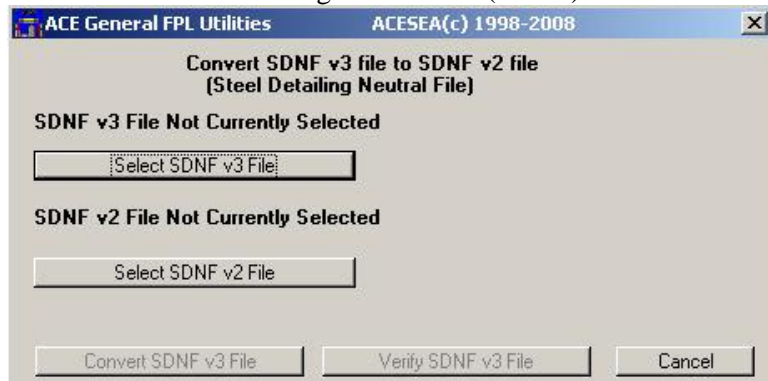 ACE General FPL Utilities ACESEA(c) 1998-2008
Convert SDNF v3 file to SDNF v2 file
(Steel Detailing Neutral File)
SDNF v3 File Not Currently Selected
Select SDNF v3 File
SDNF v2 File Not Currently Selected
Select SDNF v2 File
Convert SDNF v3 File Verify SDNF v3 File Cancel